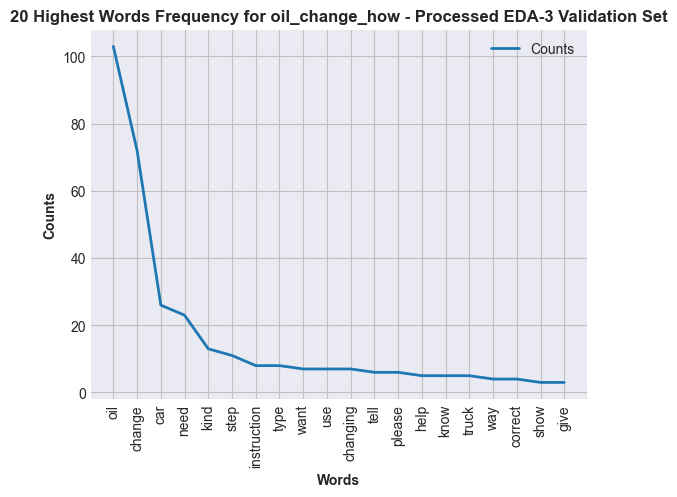 20 Highest Words Frequency for oil_change_how - Processed EDA-3 Validation Set
Counts
100
80
60
40
20
0
Counts
oil
change
car
need
kind
step
instruction
type
want
use
changing
tell
please
help
know
truck
way
correct
show
give
Words